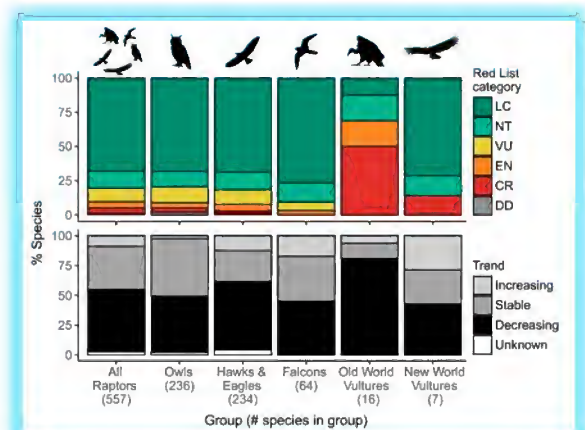 Red List
category
100
75
50
25
0
LC
NT
VU
EN
CR
DD
% Species
100
75
50
25
0
Trend
Increasing
Stable
Decreasing
Unknown
All
Raptors
(557)
Owls
(236)
Hawks &
Eagles
(234)
Falcons
(64)
Old World
Vultures
(16)
New World
Vultures
(7)
Group (# species in group)